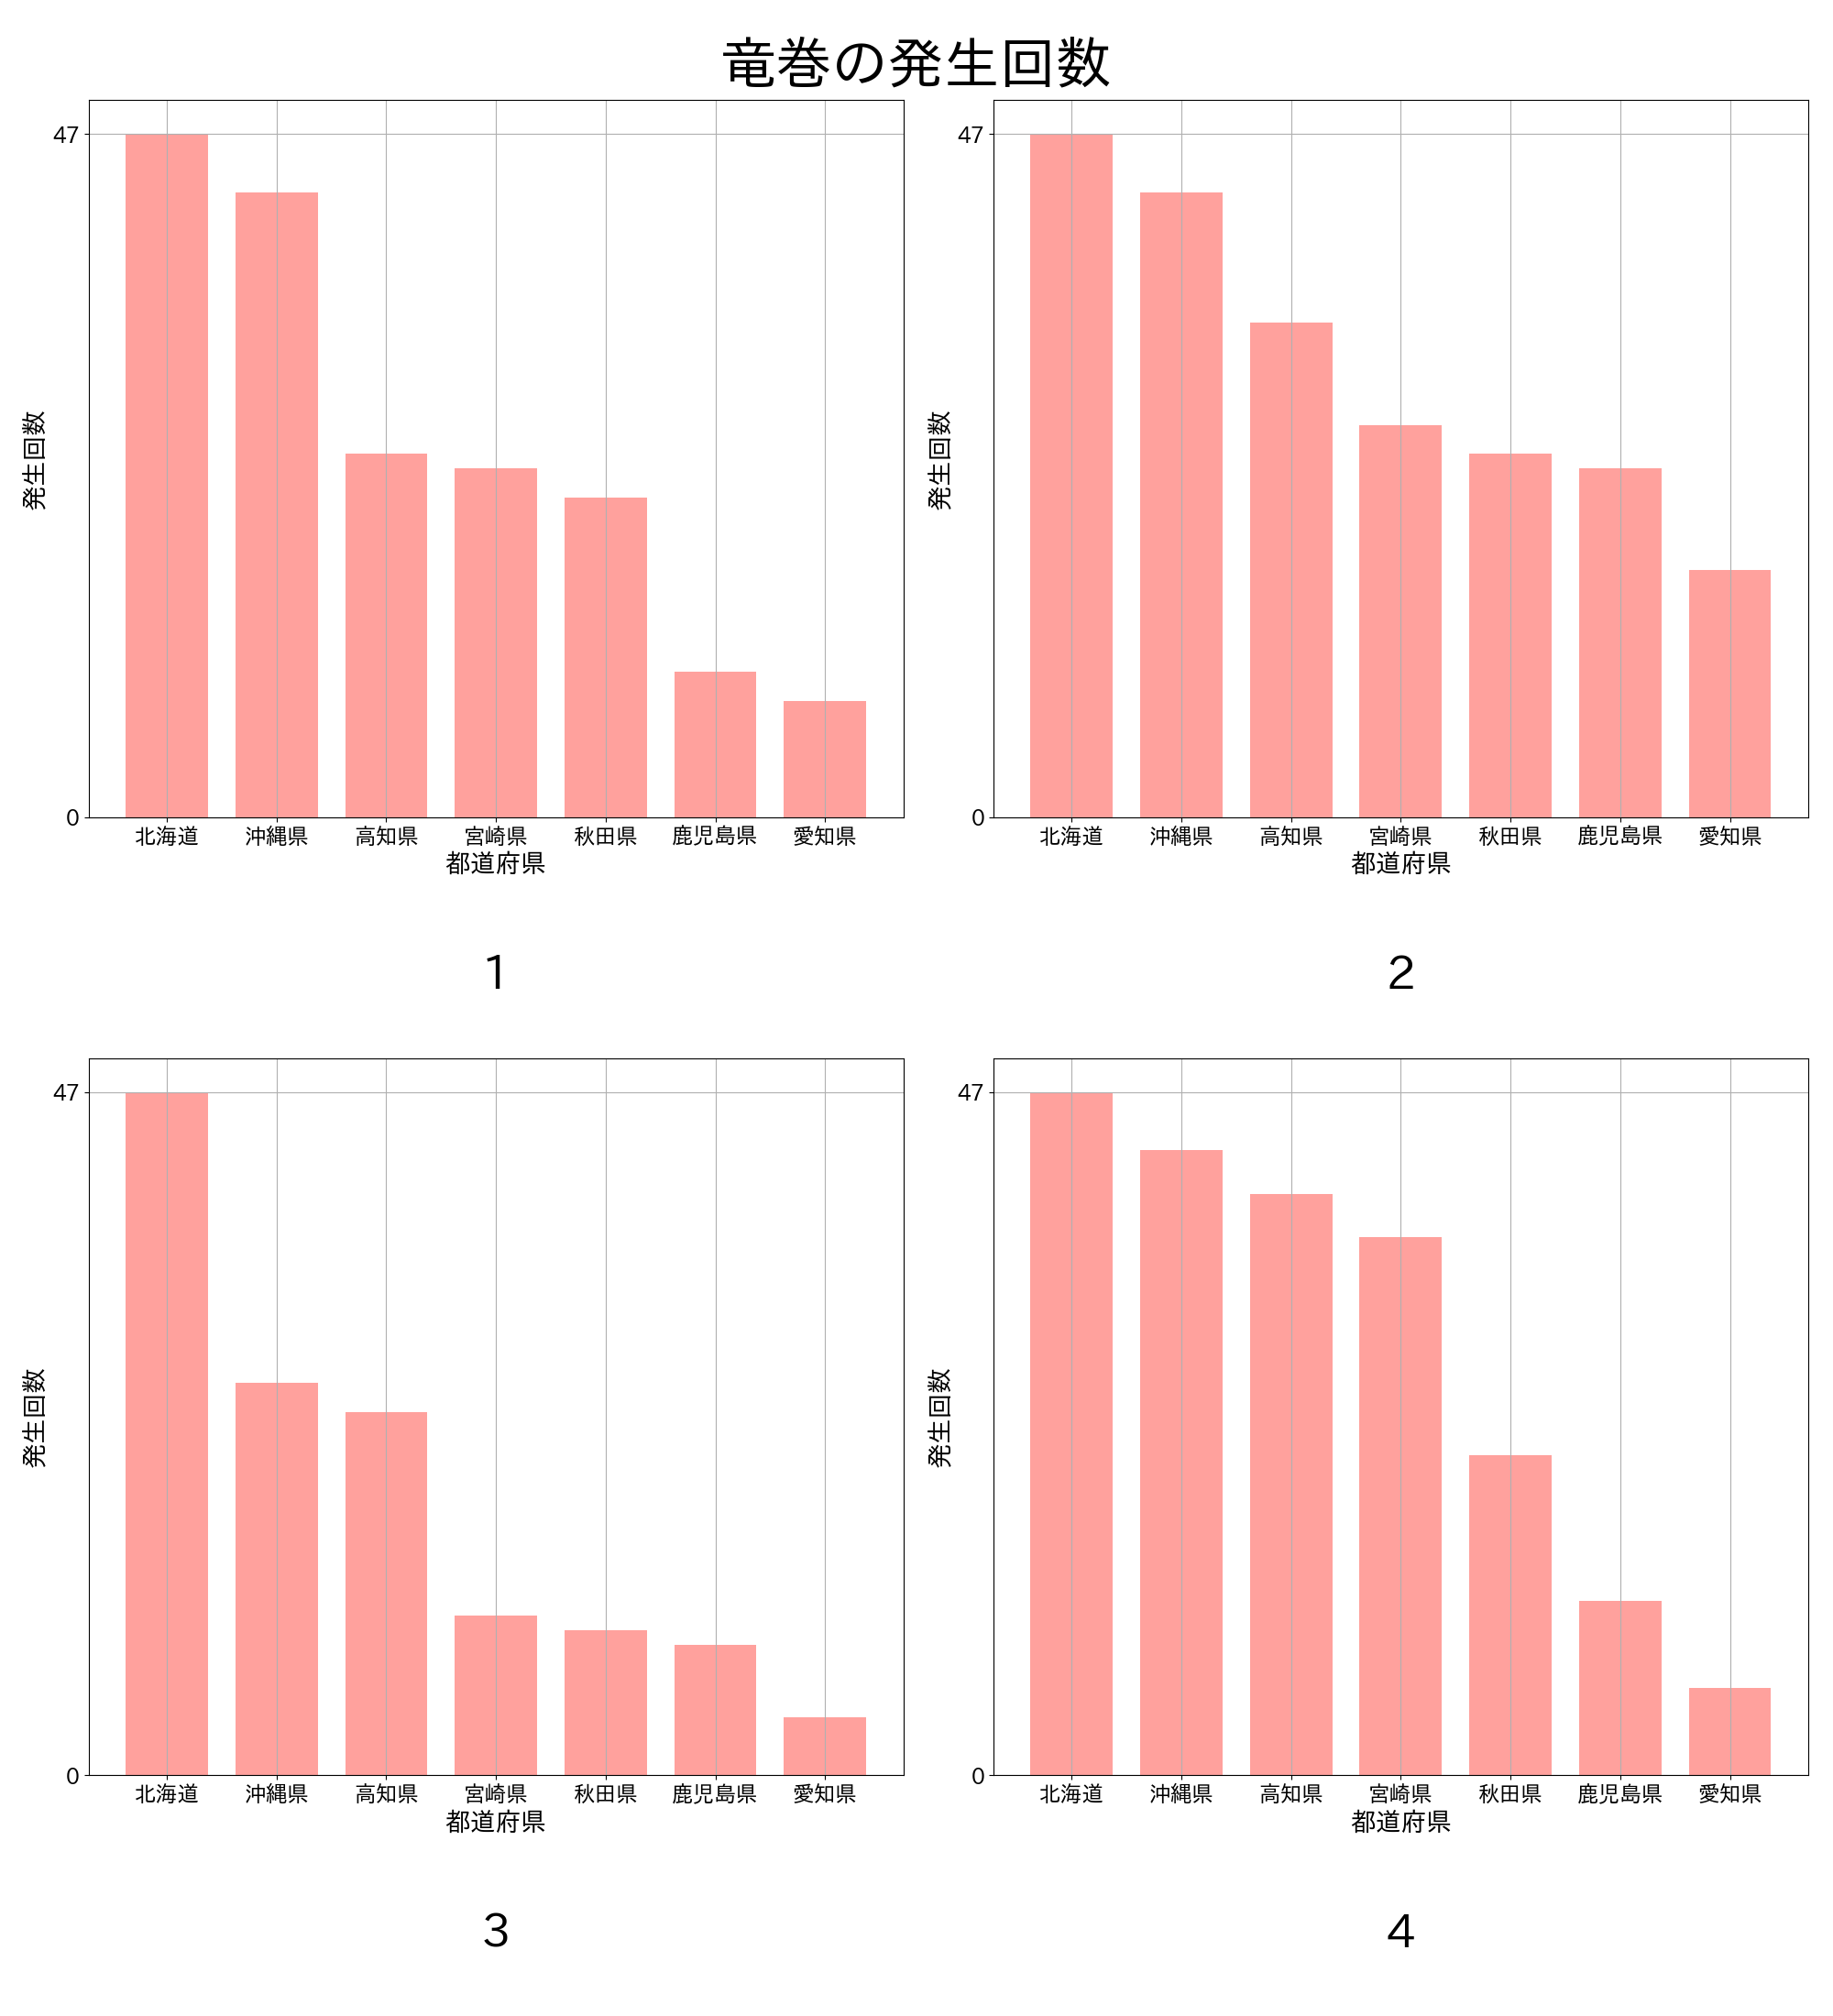 竜巻の発生回数
47
0
発生回数
北海道 沖縄県 高知県 宮崎県 秋田県 鹿児島県 愛知県
都道府県
1
47
0
発生回数
北海道 沖縄県 高知県 宮崎県 秋田県 鹿児島県 愛知県
都道府県
2
47
0
発生回数
北海道 沖縄県 高知県 宮崎県 秋田県 鹿児島県 愛知県
都道府県
3
47
0
発生回数
北海道 沖縄県 高知県 宮崎県 秋田県 鹿児島県 愛知県
都道府県
4